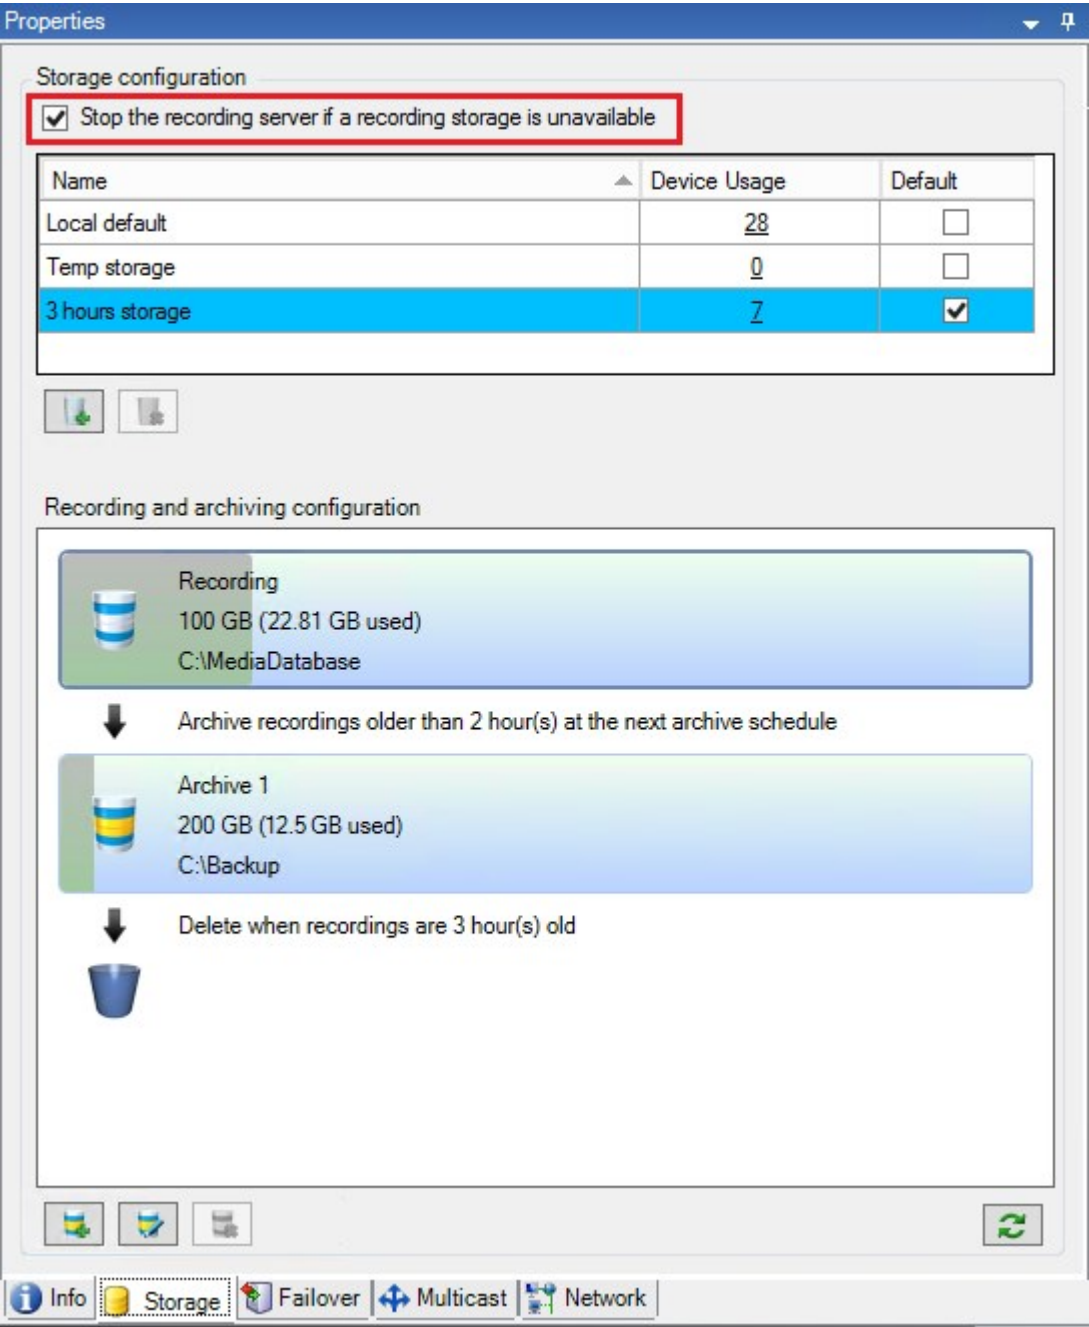 Properties
Storage configuration
Stop the recording server if a recording storage is unavailable
Name Device Usage Default
Local default 28
Temp storage 0
3 hours storage 7
Recording and archiving configuration
Recording
100 GB (22.81 GB used)
C:\MediaDatabase
Archive recordings older than 2 hour(s) at the next archive schedule
Archive 1
200 GB (12.5 GB used)
C:\Backup
Delete when recordings are 3 hour(s) old
Info Storage Failover Multicast Network